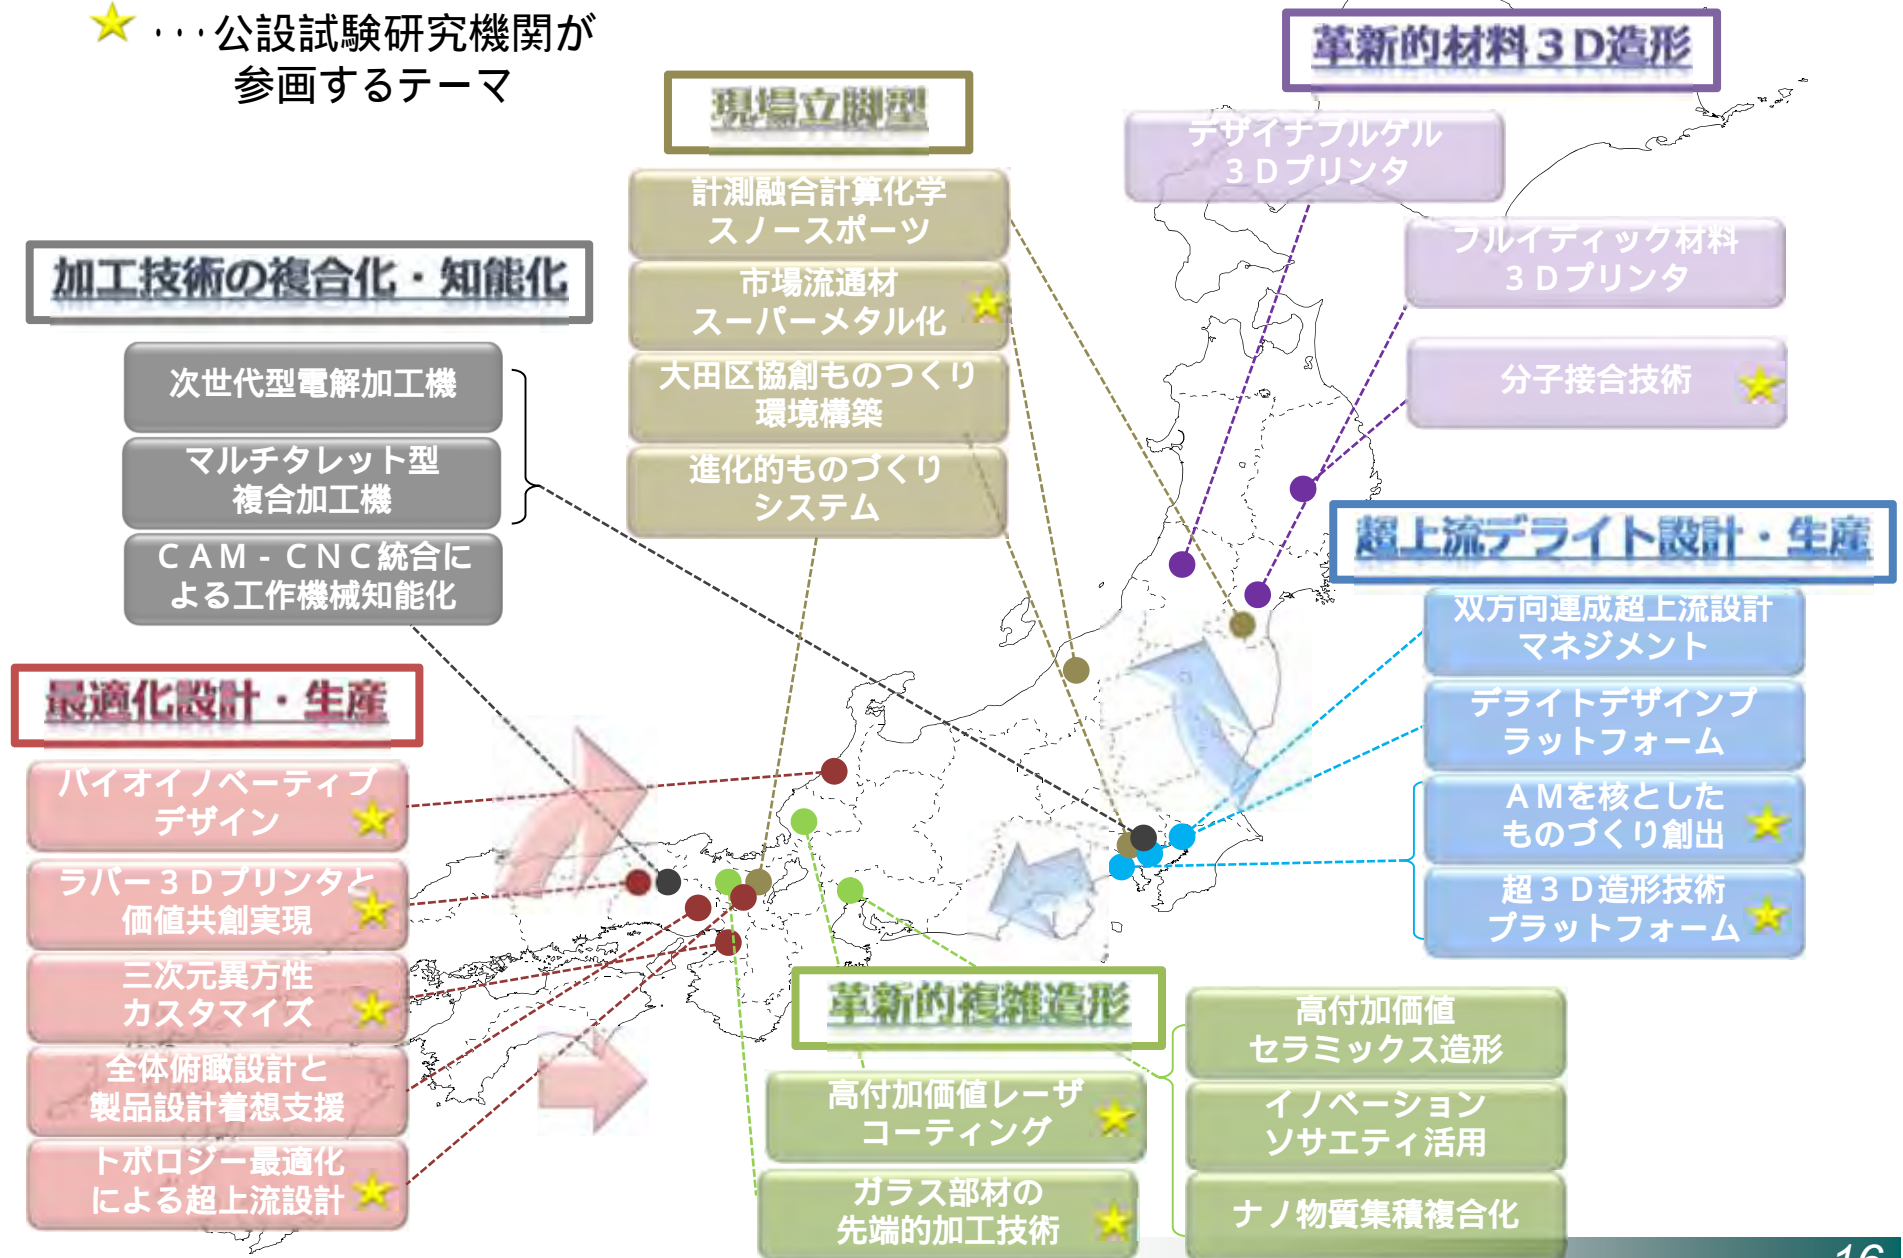 ★ ・・・公設試験研究機関が
参画するテーマ
革新的材料３Ｄ造形
デザイナブルゲル
３Ｄプリンタ
フルイディック材料
３Ｄプリンタ
分子接合技術
現場立脚型
計測融合計算化学
スノースポーツ
市場流通材
スーパーメタル化
大田区協創ものつくり
環境構築
進化的ものづくり
システム
加工技術の複合化・知能化
次世代型電解加工機
マルチタレット型
複合加工機
ＣＡＭ‐ＣＮＣ統合に
よる工作機械知能化
超上流デライト設計・生産
双方向連成超上流設計
マネジメント
デライトデザインプ
ラットフォーム
ＡＭを核とした
ものづくり創出
超３Ｄ造形技術
プラットフォーム
最適化設計・生産
バイオイノベーティブ
デザイン
ラバー３Ｄプリンタと
価値共創実現
三次元異方性
カスタマイズ
全体俯瞰設計と
製品設計着想支援
トポロジー最適化
による超上流設計
革新的複雑造形
高付加価値レーザ
コーティング
ガラス部材の
先端的加工技術
高付加価値
セラミックス造形
イノベーション
ソサエティ活用
ナノ物質集積複合化
16